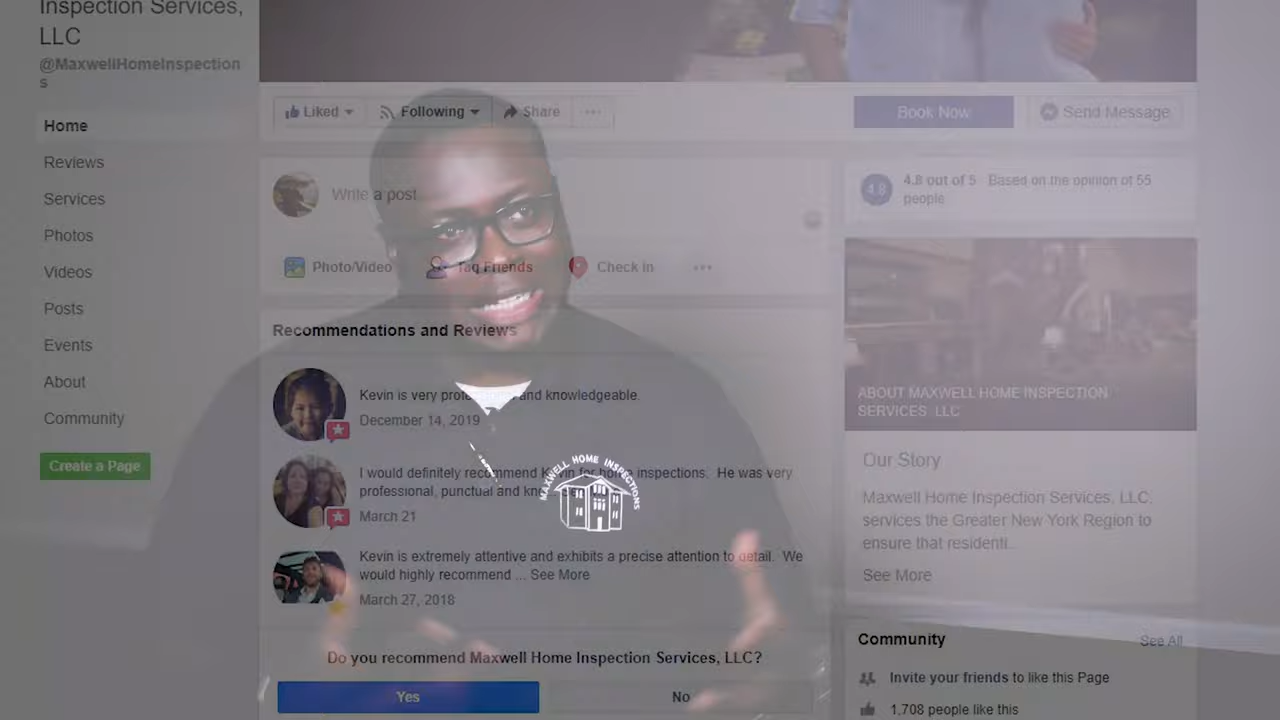 Inspection Services,
LLC
@MaxwellHomeInspection
s
Home
Reviews
Services
Photos
Videos
Posts
Events
About
Community
Create a Page
Liked
Following
Share
Book Now
Send Message
Write a post
Photo/Video
Tag Friends
Check in
Recommendations and Reviews
Kevin is very and knowledgeable.
December 14, 2019
I would definitely recommend Kevin for home inspections. He was very
professional, punctual and
March 21
Kevin is extremely attentive and exhibits a precise attention to detail. We
would highly recommend ... See More
March 27, 2018
Do you recommend Maxwell Home Inspection Services, LLC?
Yes
No
MAXWELL HOME INSPECTIONS
4.8
4.8 out of 5 · Based on the opinion of 55
people
ABOUT MAXWELL HOME INSPECTION
SERVICES, LLC
Our Story
Maxwell Home Inspection Services, LLC,
services the Greater New York Region to
ensure that residenti...
See More
Community
See All
Invite your friends to like this Page
1,708 people like this